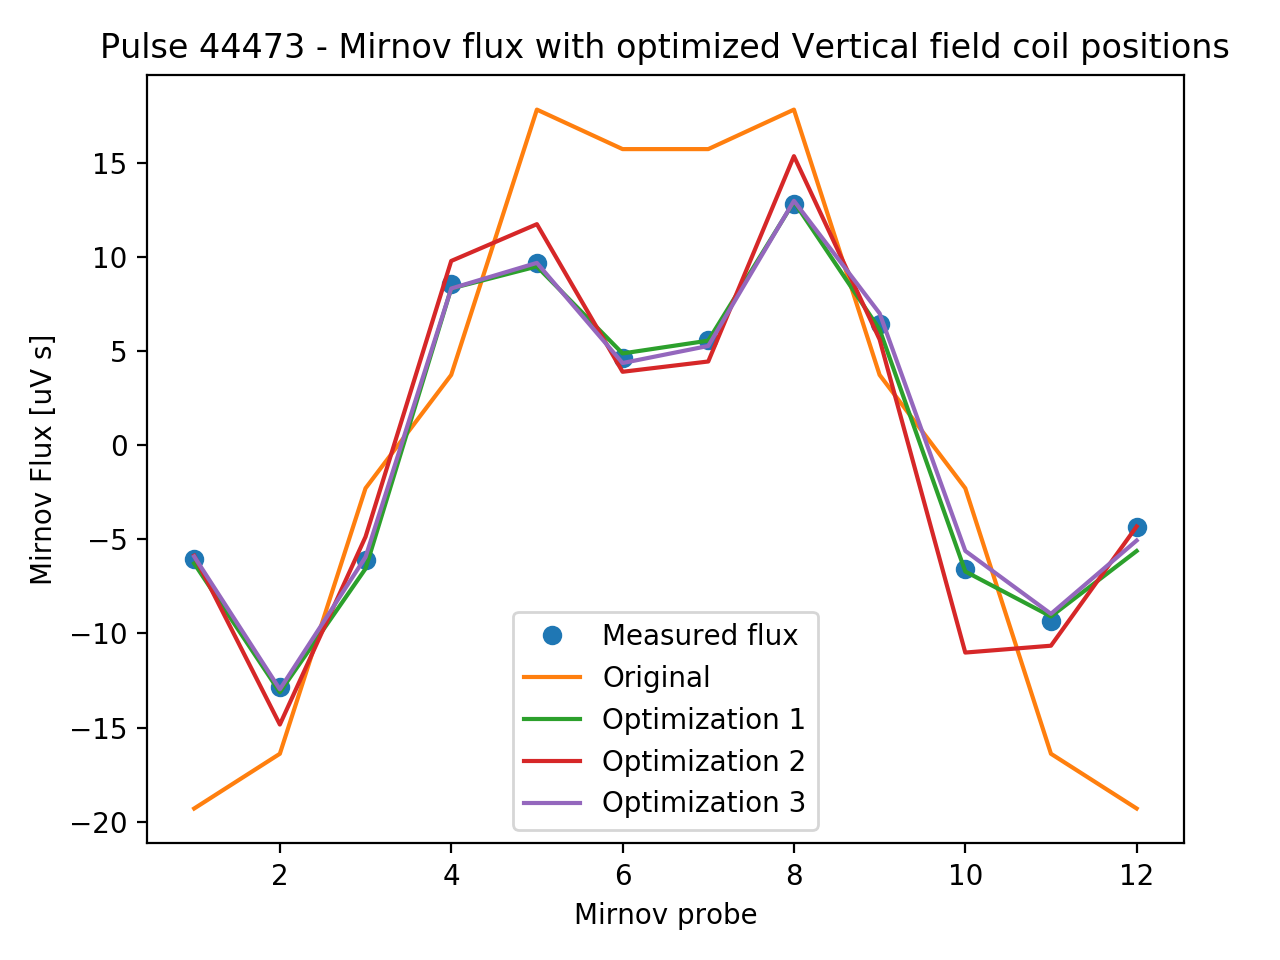 Pulse 44473 - Mirnov flux with optimized Vertical field coil positions
Mirnov Flux [uV s]
15
10
5
0
−5
−10
−15
−20
Measured flux
Original
Optimization 1
Optimization 2
Optimization 3
2 4 6 8 10 12
Mirnov probe